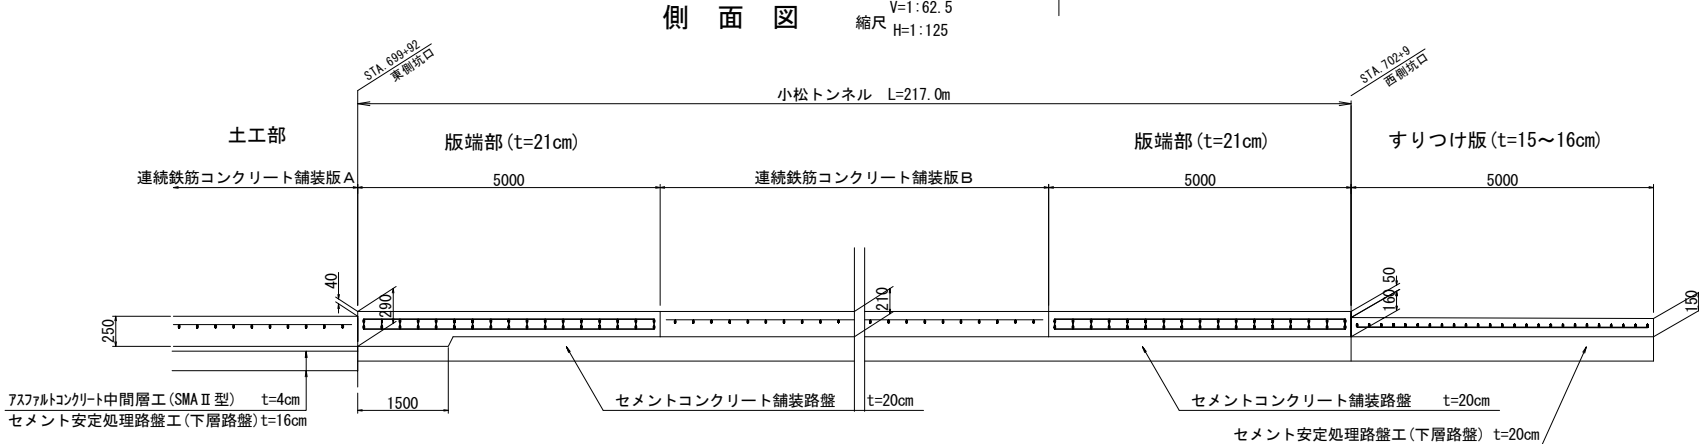 側面図
縮尺
V=1:62.5
H=1:125
STA.699+92
東側坑口
STA.702+9
西側坑口
小松トンネル L=217.0m
土工部
版端部(t=21cm)
版端部(t=21cm)
すりつけ版(t=15～16cm)
連続鉄筋コンクリート舗装版A
5000
連続鉄筋コンクリート舗装版B
5000
5000
40
290
210
50
160
150
250
1500
ｱｽﾌｧﾙﾄｺﾝｸﾘｰﾄ中間層工(SMAⅡ型) t=4cm
セメント安定処理路盤工(下層路盤)t=16cm
セメントコンクリート舗装路盤 t=20cm
セメントコンクリート舗装路盤 t=20cm
セメント安定処理路盤工(下層路盤) t=20cm